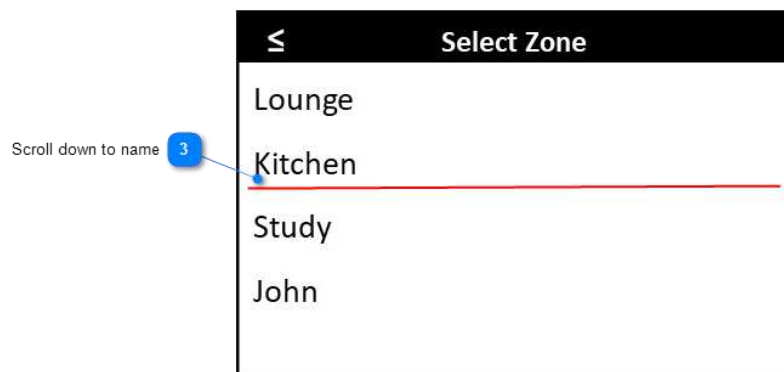 ≤ Select Zone
Lounge
Scroll down to name 3
Kitchen
Study
John